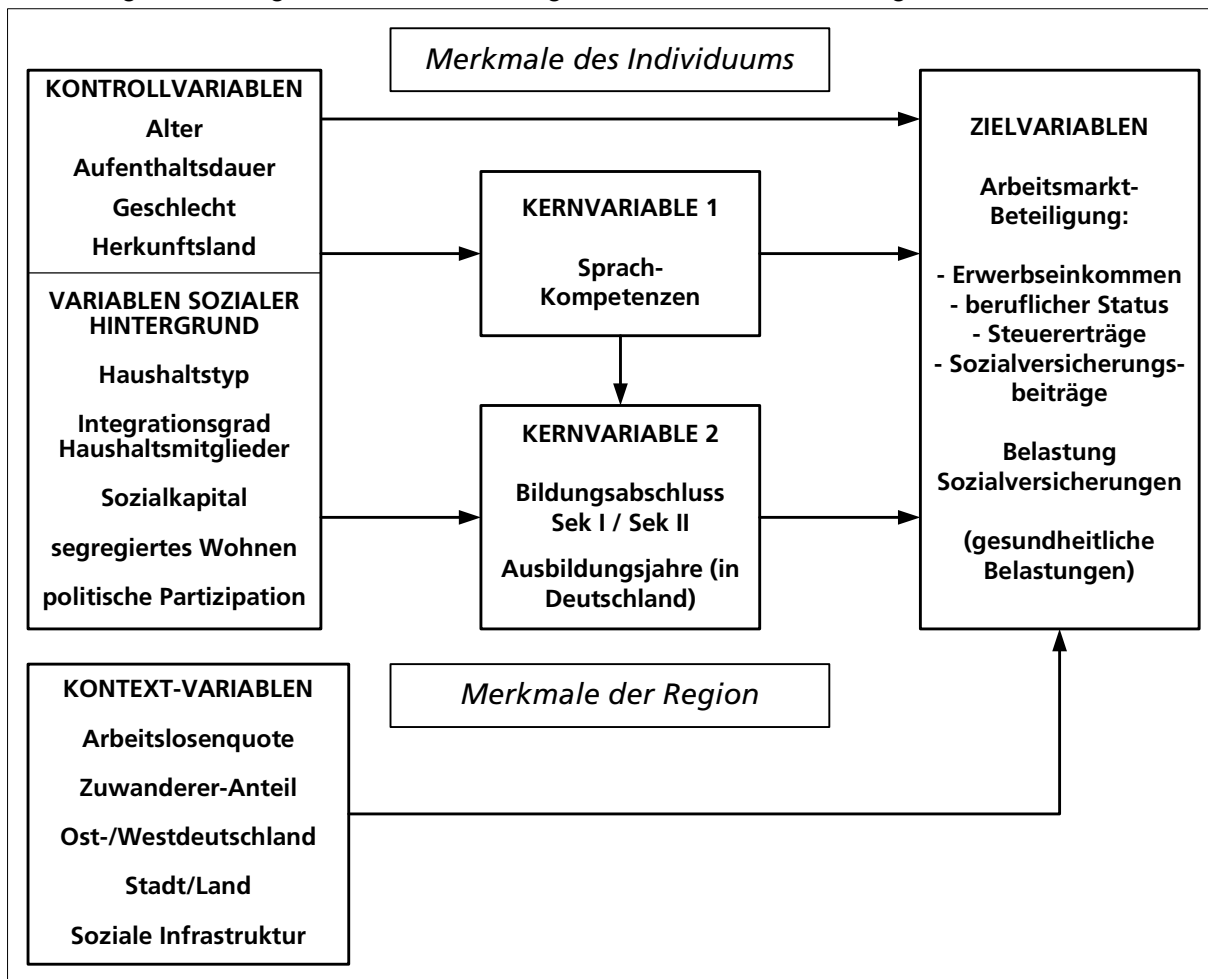 Merkmale des Individuums
KONTROLLVARIABLEN
Alter
Aufenthaltsdauer
Geschlecht
Herkunftsland
VARIABLEN SOZIALER
HINTERGRUND
Haushaltstyp
Integrationsgrad
Haushaltsmitglieder
Sozialkapital
segregiertes Wohnen
politische Partizipation
KERNVARIABLE 1
Sprach-
Kompetenzen
KERNVARIABLE 2
Bildungsabschluss
Sek I / Sek II
Ausbildungsjahre (in
Deutschland)
ZIELVARIABLEN
Arbeitsmarkt-
Beteiligung:
- Erwerbseinkommen
- beruflicher Status
- Steuererträge
- Sozialversicherungs-
beiträge
Belastung
Sozialversicherungen
(gesundheitliche
Belastungen)
Merkmale der Region
KONTEXT-VARIABLEN
Arbeitslosenquote
Zuwanderer-Anteil
Ost-/Westdeutschland
Stadt/Land
Soziale Infrastruktur